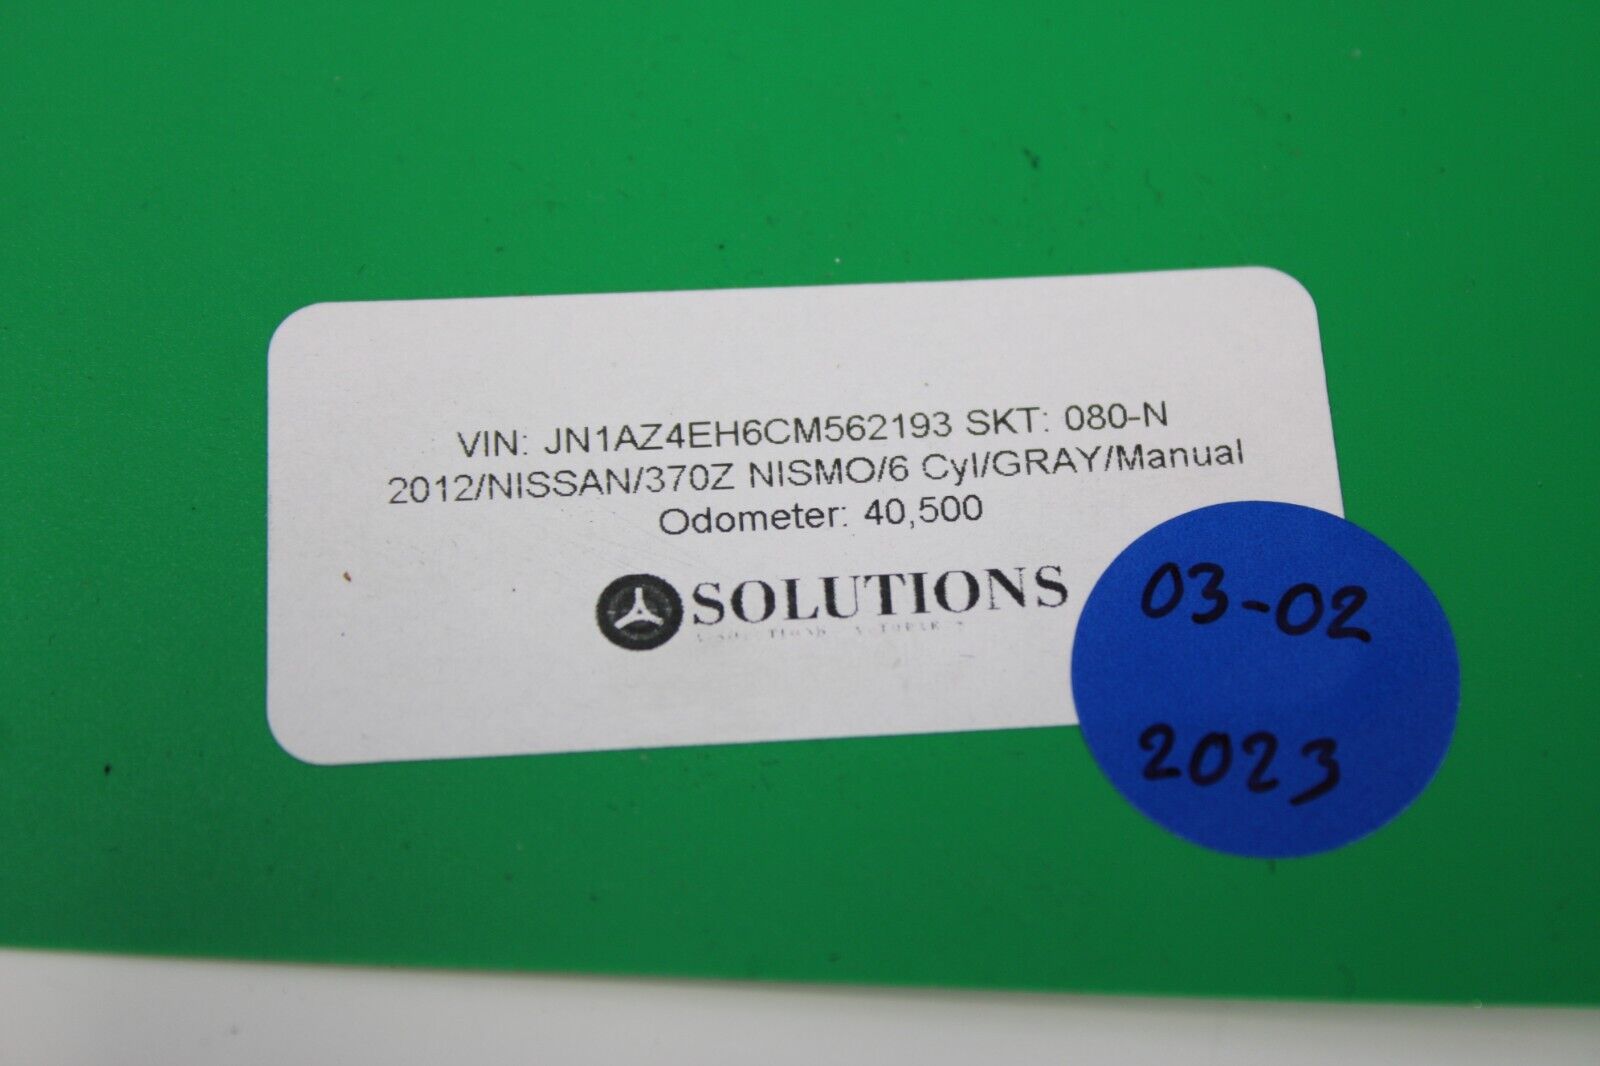 VIN: JN1AZ4EH6CM562193 SKT: 080-N
2012/NISSAN/370Z NISMO/6 Cyl/GRAY/Manual
Odometer: 40,500
SOLUTIONS
03-02
2023